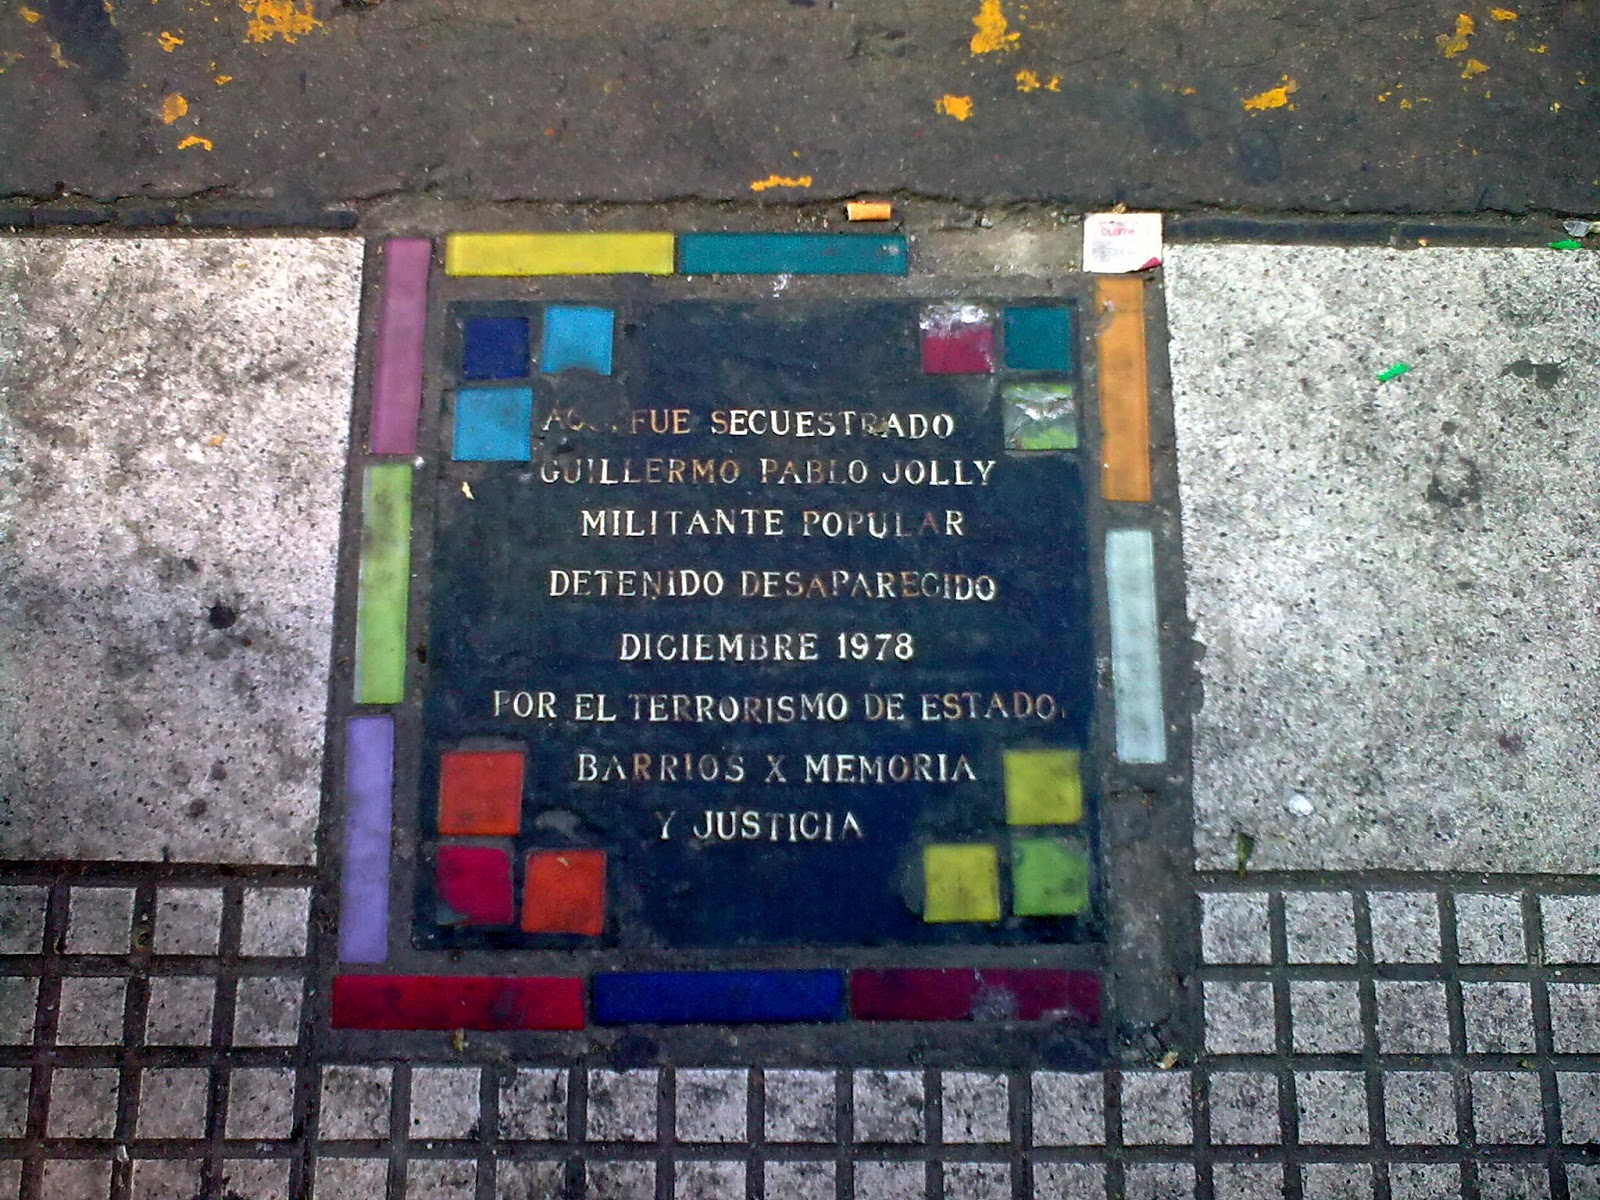 AQUI FUE SECUESTRADO
GUILLERMO PABLO JOLLY
MILITANTE POPULAR
DETENIDO DESAPARECIDO
DICIEMBRE 1978
POR EL TERRORISMO DE ESTADO
BARRIOS X MEMORIA
Y JUSTICIA